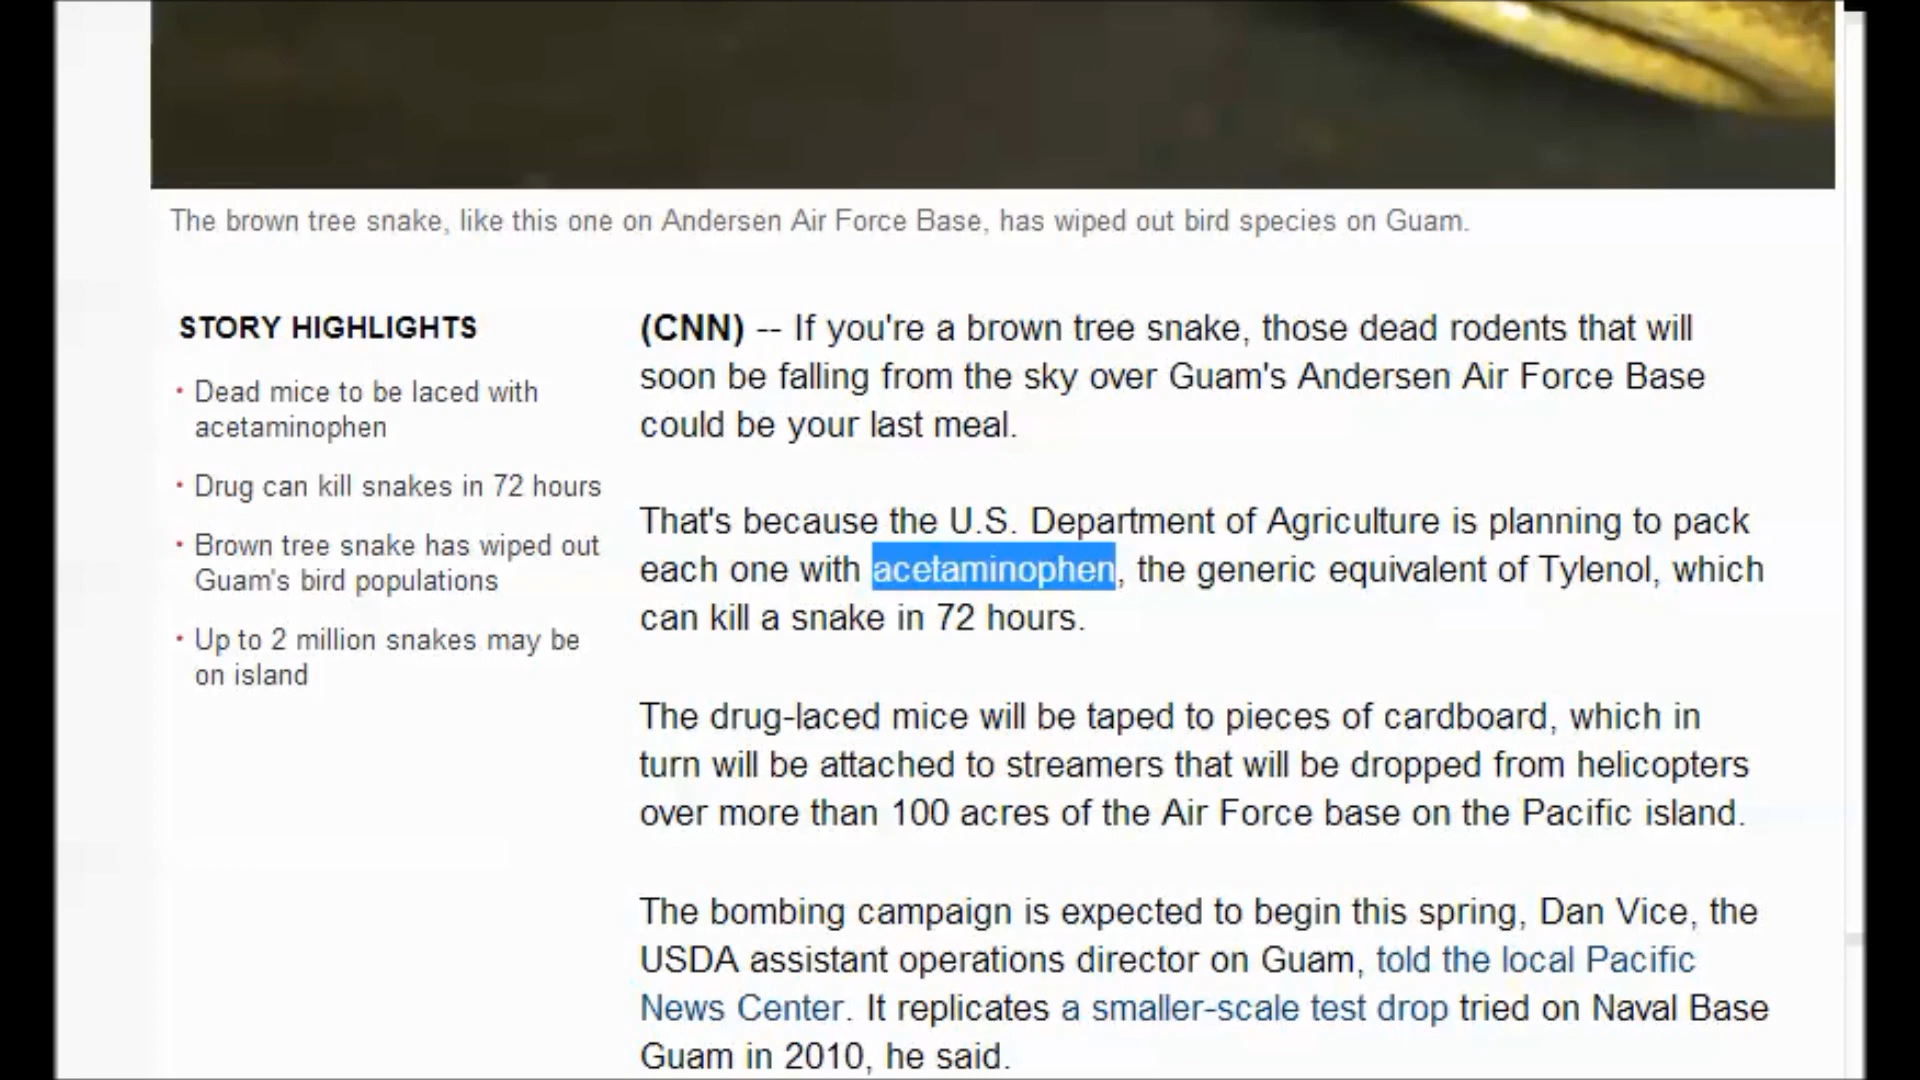 The brown tree snake, like this one on Andersen Air Force Base, has wiped out bird species on Guam.
STORY HIGHLIGHTS
• Dead mice to be laced with
acetaminophen
• Drug can kill snakes in 72 hours
• Brown tree snake has wiped out
Guam's bird populations
• Up to 2 million snakes may be
on island
(CNN) -- If you're a brown tree snake, those dead rodents that will
soon be falling from the sky over Guam's Andersen Air Force Base
could be your last meal.
That's because the U.S. Department of Agriculture is planning to pack
each one with acetaminophen, the generic equivalent of Tylenol, which
can kill a snake in 72 hours.
The drug-laced mice will be taped to pieces of cardboard, which in
turn will be attached to streamers that will be dropped from helicopters
over more than 100 acres of the Air Force base on the Pacific island.
The bombing campaign is expected to begin this spring, Dan Vice, the
USDA assistant operations director on Guam, told the local Pacific
News Center. It replicates a smaller-scale test drop tried on Naval Base
Guam in 2010, he said.